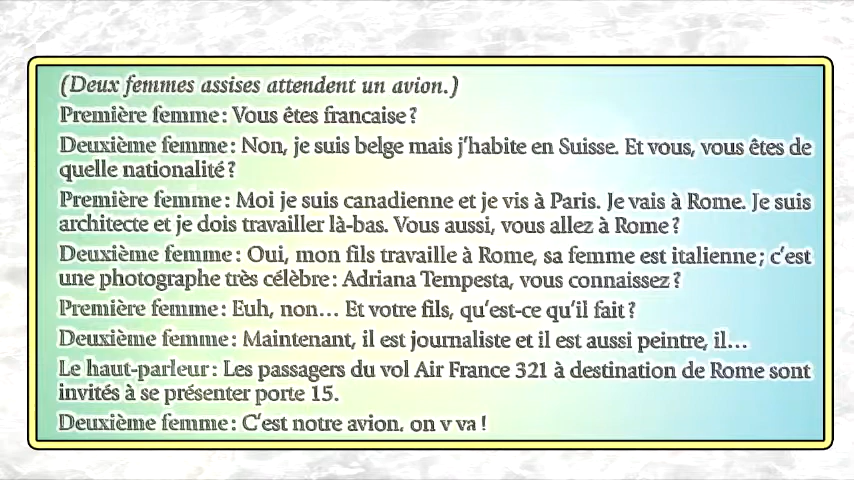 (Deux femmes assises attendent un avion.)
Première femme : Vous êtes francaise ?
Deuxième femme : Non, je suis belge mais j'habite en Suisse. Et vous, vous êtes de
quelle nationalité ?
Première femme : Moi je suis canadienne et je vis à Paris. Je vais à Rome. Je suis
architecte et je dois travailler là-bas. Vous aussi, vous allez à Rome ?
Deuxième femme : Oui, mon fils travaille à Rome, sa femme est italienne ; c'est
une photographe très célèbre : Adriana Tempesta, vous connaissez ?
Première femme : Euh, non... Et votre fils, qu'est-ce qu'il fait ?
Deuxième femme : Maintenant, il est journaliste et il est aussi peintre, il...
Le haut-parleur : Les passagers du vol Air France 321 à destination de Rome sont
invités à se présenter porte 15.
Deuxième femme : C'est notre avion, on y va !